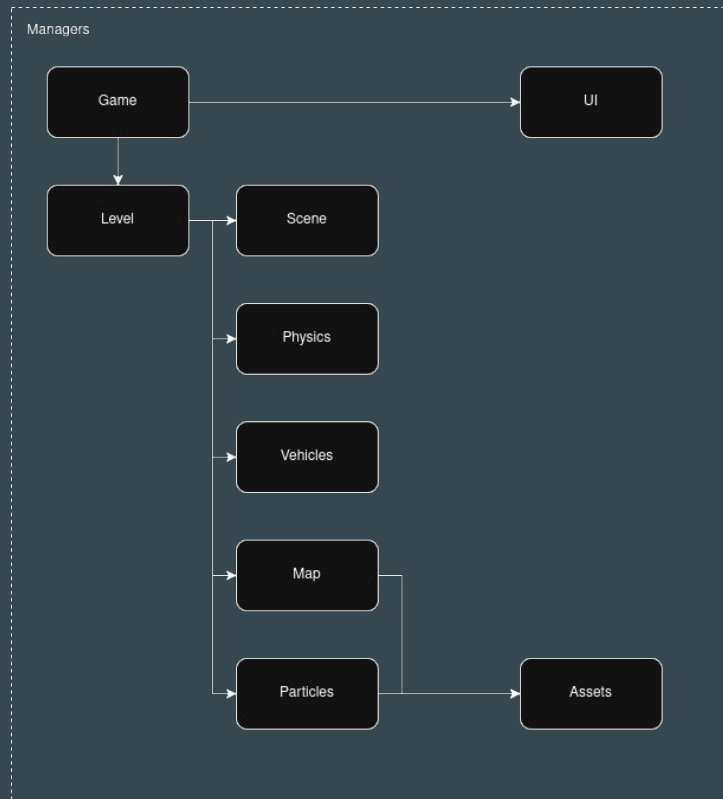 Managers
Game
UI
Level
Scene
Physics
Vehicles
Map
Particles
Assets